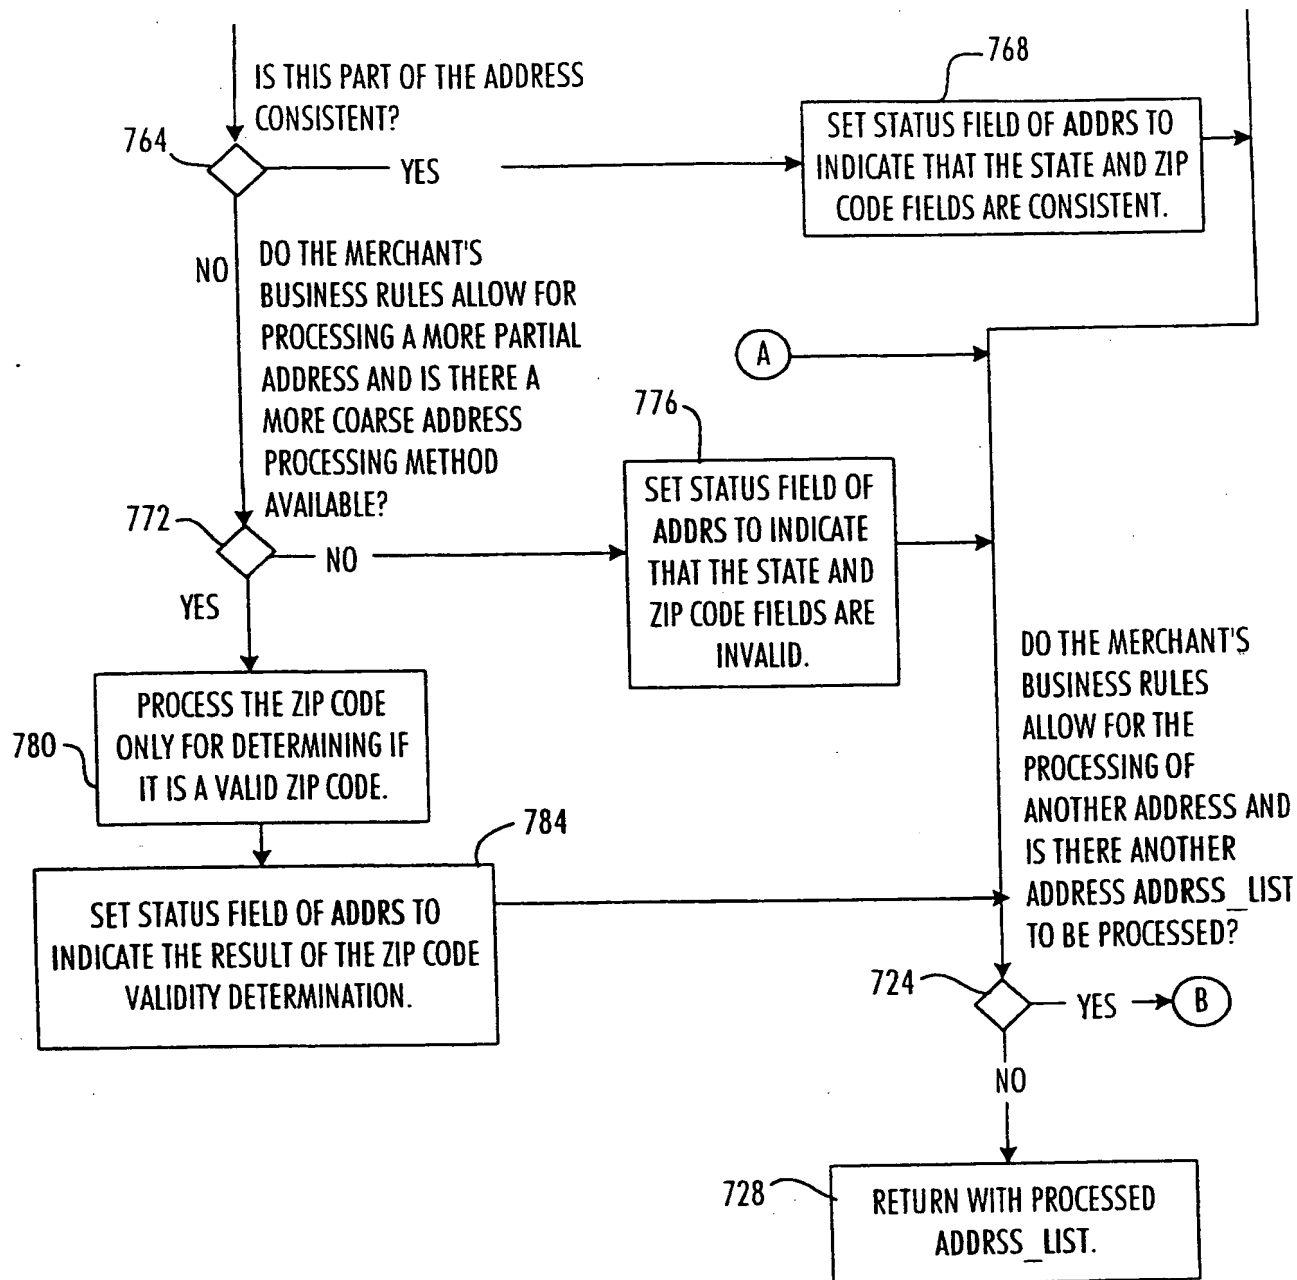 IS THIS PART OF THE ADDRESS
CONSISTENT?
764
YES
768
SET STATUS FIELD OF ADDRS TO
INDICATE THAT THE STATE AND ZIP
CODE FIELDS ARE CONSISTENT.
NO
DO THE MERCHANT'S
BUSINESS RULES ALLOW FOR
PROCESSING A MORE PARTIAL
ADDRESS AND IS THERE A
MORE COARSE ADDRESS
PROCESSING METHOD
AVAILABLE?
A
772
NO
776
SET STATUS FIELD OF
ADDRS TO INDICATE
THAT THE STATE AND
ZIP CODE FIELDS ARE
INVALID.
YES
780
PROCESS THE ZIP CODE
ONLY FOR DETERMINING IF
IT IS A VALID ZIP CODE.
784
SET STATUS FIELD OF ADDRS TO
INDICATE THE RESULT OF THE ZIP CODE
VALIDITY DETERMINATION.
DO THE MERCHANT'S
BUSINESS RULES
ALLOW FOR THE
PROCESSING OF
ANOTHER ADDRESS AND
IS THERE ANOTHER
ADDRESS ADDRSS_LIST
TO BE PROCESSED?
724
YES
B
NO
728
RETURN WITH PROCESSED
ADDRSS_LIST.